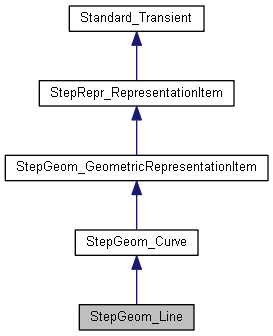 Standard_Transient
StepRepr_RepresentationItem
StepGeom_GeometricRepresentationItem
StepGeom_Curve
StepGeom_Line